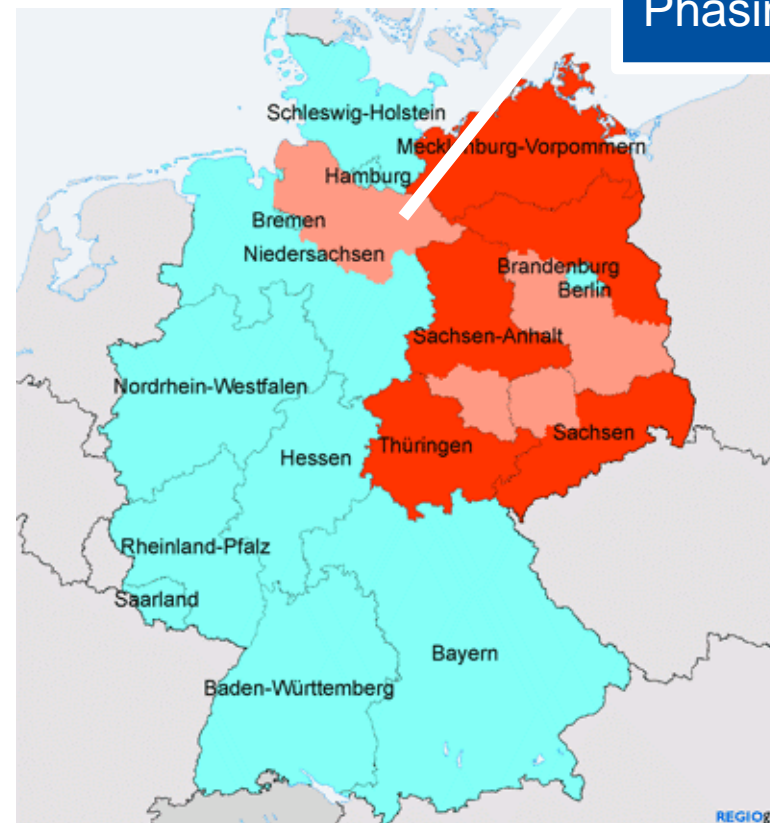 Schleswig-Holstein
Mecklenburg-Vorpommern
Hamburg
Bremen
Niedersachsen
Brandenburg
Berlin
Sachsen-Anhalt
Nordrhein-Westfalen
Sachsen
Thüringen
Hessen
Rheinland-Pfalz
Saarland
Bayern
Baden-Württemberg